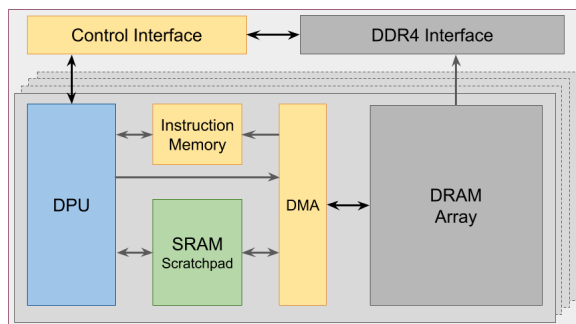 Control Interface
DDR4 Interface
Instruction
Memory
DPU
DMA
DRAM
Array
SRAM
Scratchpad